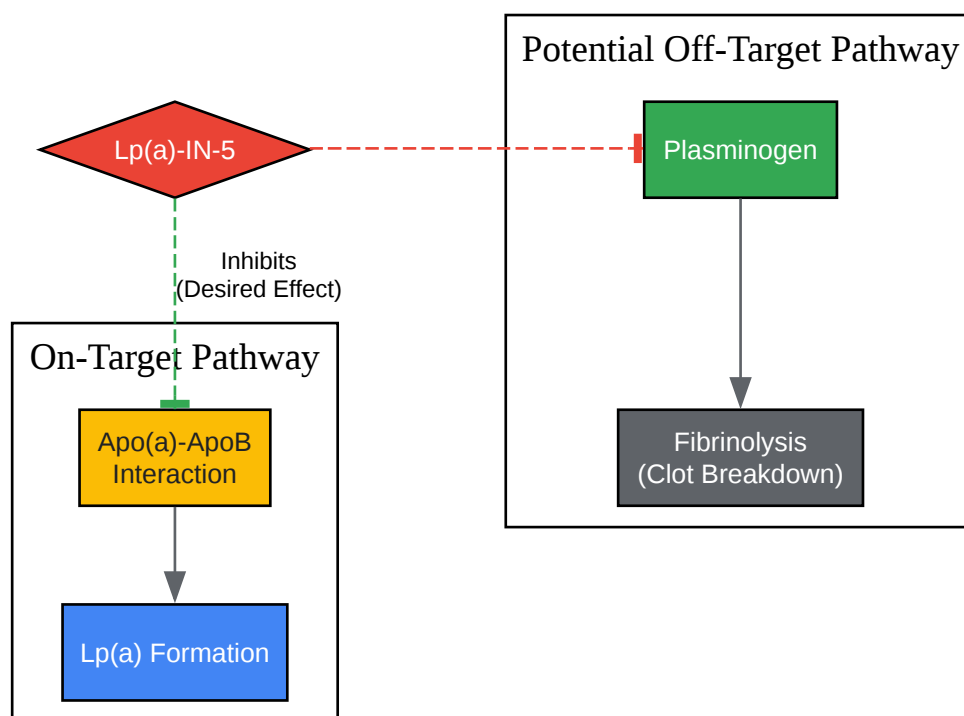 Potential Off-Target Pathway
Lp(a)-IN-5
Plasminogen
Inhibits
(Desired Effect)
On-Target Pathway
Apo(a)-ApoB
Interaction
Fibrinolysis
(Clot Breakdown)
Lp(a) Formation